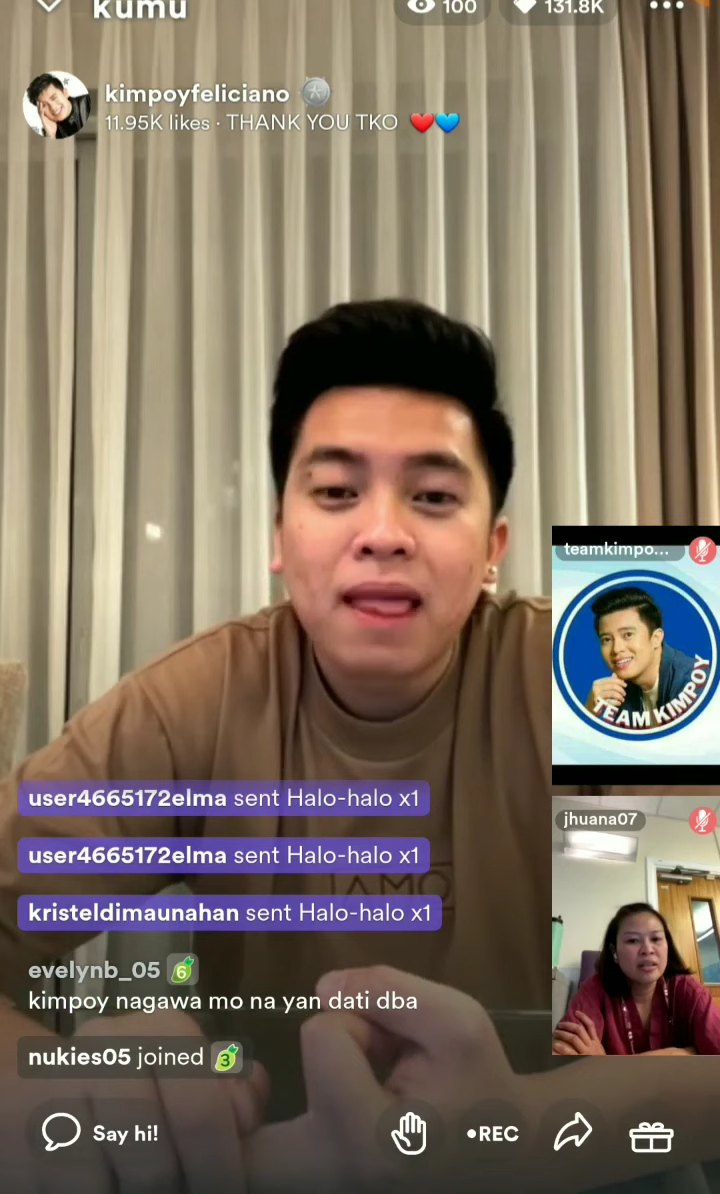 kumu
100
131.8K
kimpoyfeliciano
11.95K likes · THANK YOU TKO ❤️💙
teamkimpo...
TEAM KIMPOY
jhuana07
user4665172elma sent Halo-halo x1
user4665172elma sent Halo-halo x1
kristeldimaunahan sent Halo-halo x1
evelynb_05 6
kimpoy nagawa mo na yan dati dba
nukies05 joined 3
Say hi!
•REC